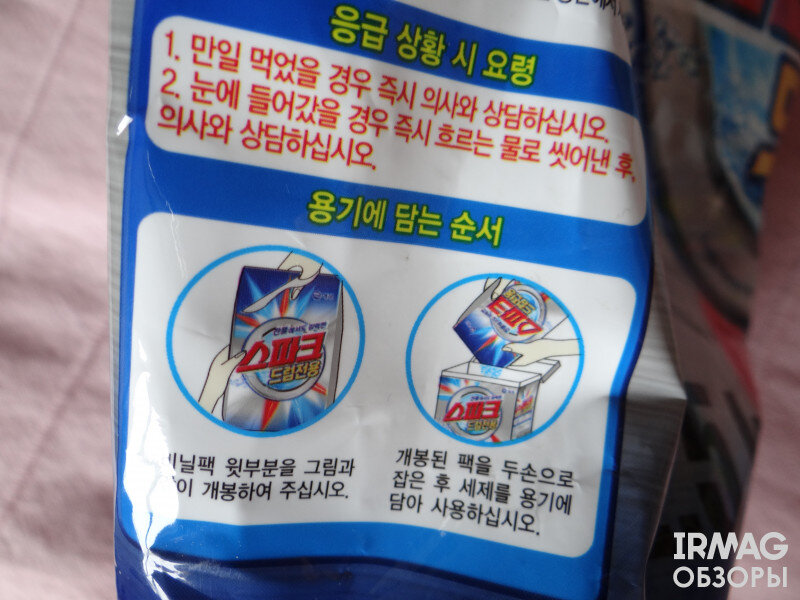 응급 상황 시 요령
1. 만일 먹었을 경우 즉시 의사와 상담하십시오.
2. 눈에 들어갔을 경우 즉시 흐르는 물로 씻어낸 후,
의사와 상담하십시오.
용기에 담는 순서
스파크
드럼전용
스파크
스파크
드럼전용
비닐팩 윗부분을 그림과
같이 개봉하여 주십시오.
개봉된 팩을 두손으로
잡은 후 세제를 용기에
담아 사용하십시오.
IRMAG
ОБЗОРЫ